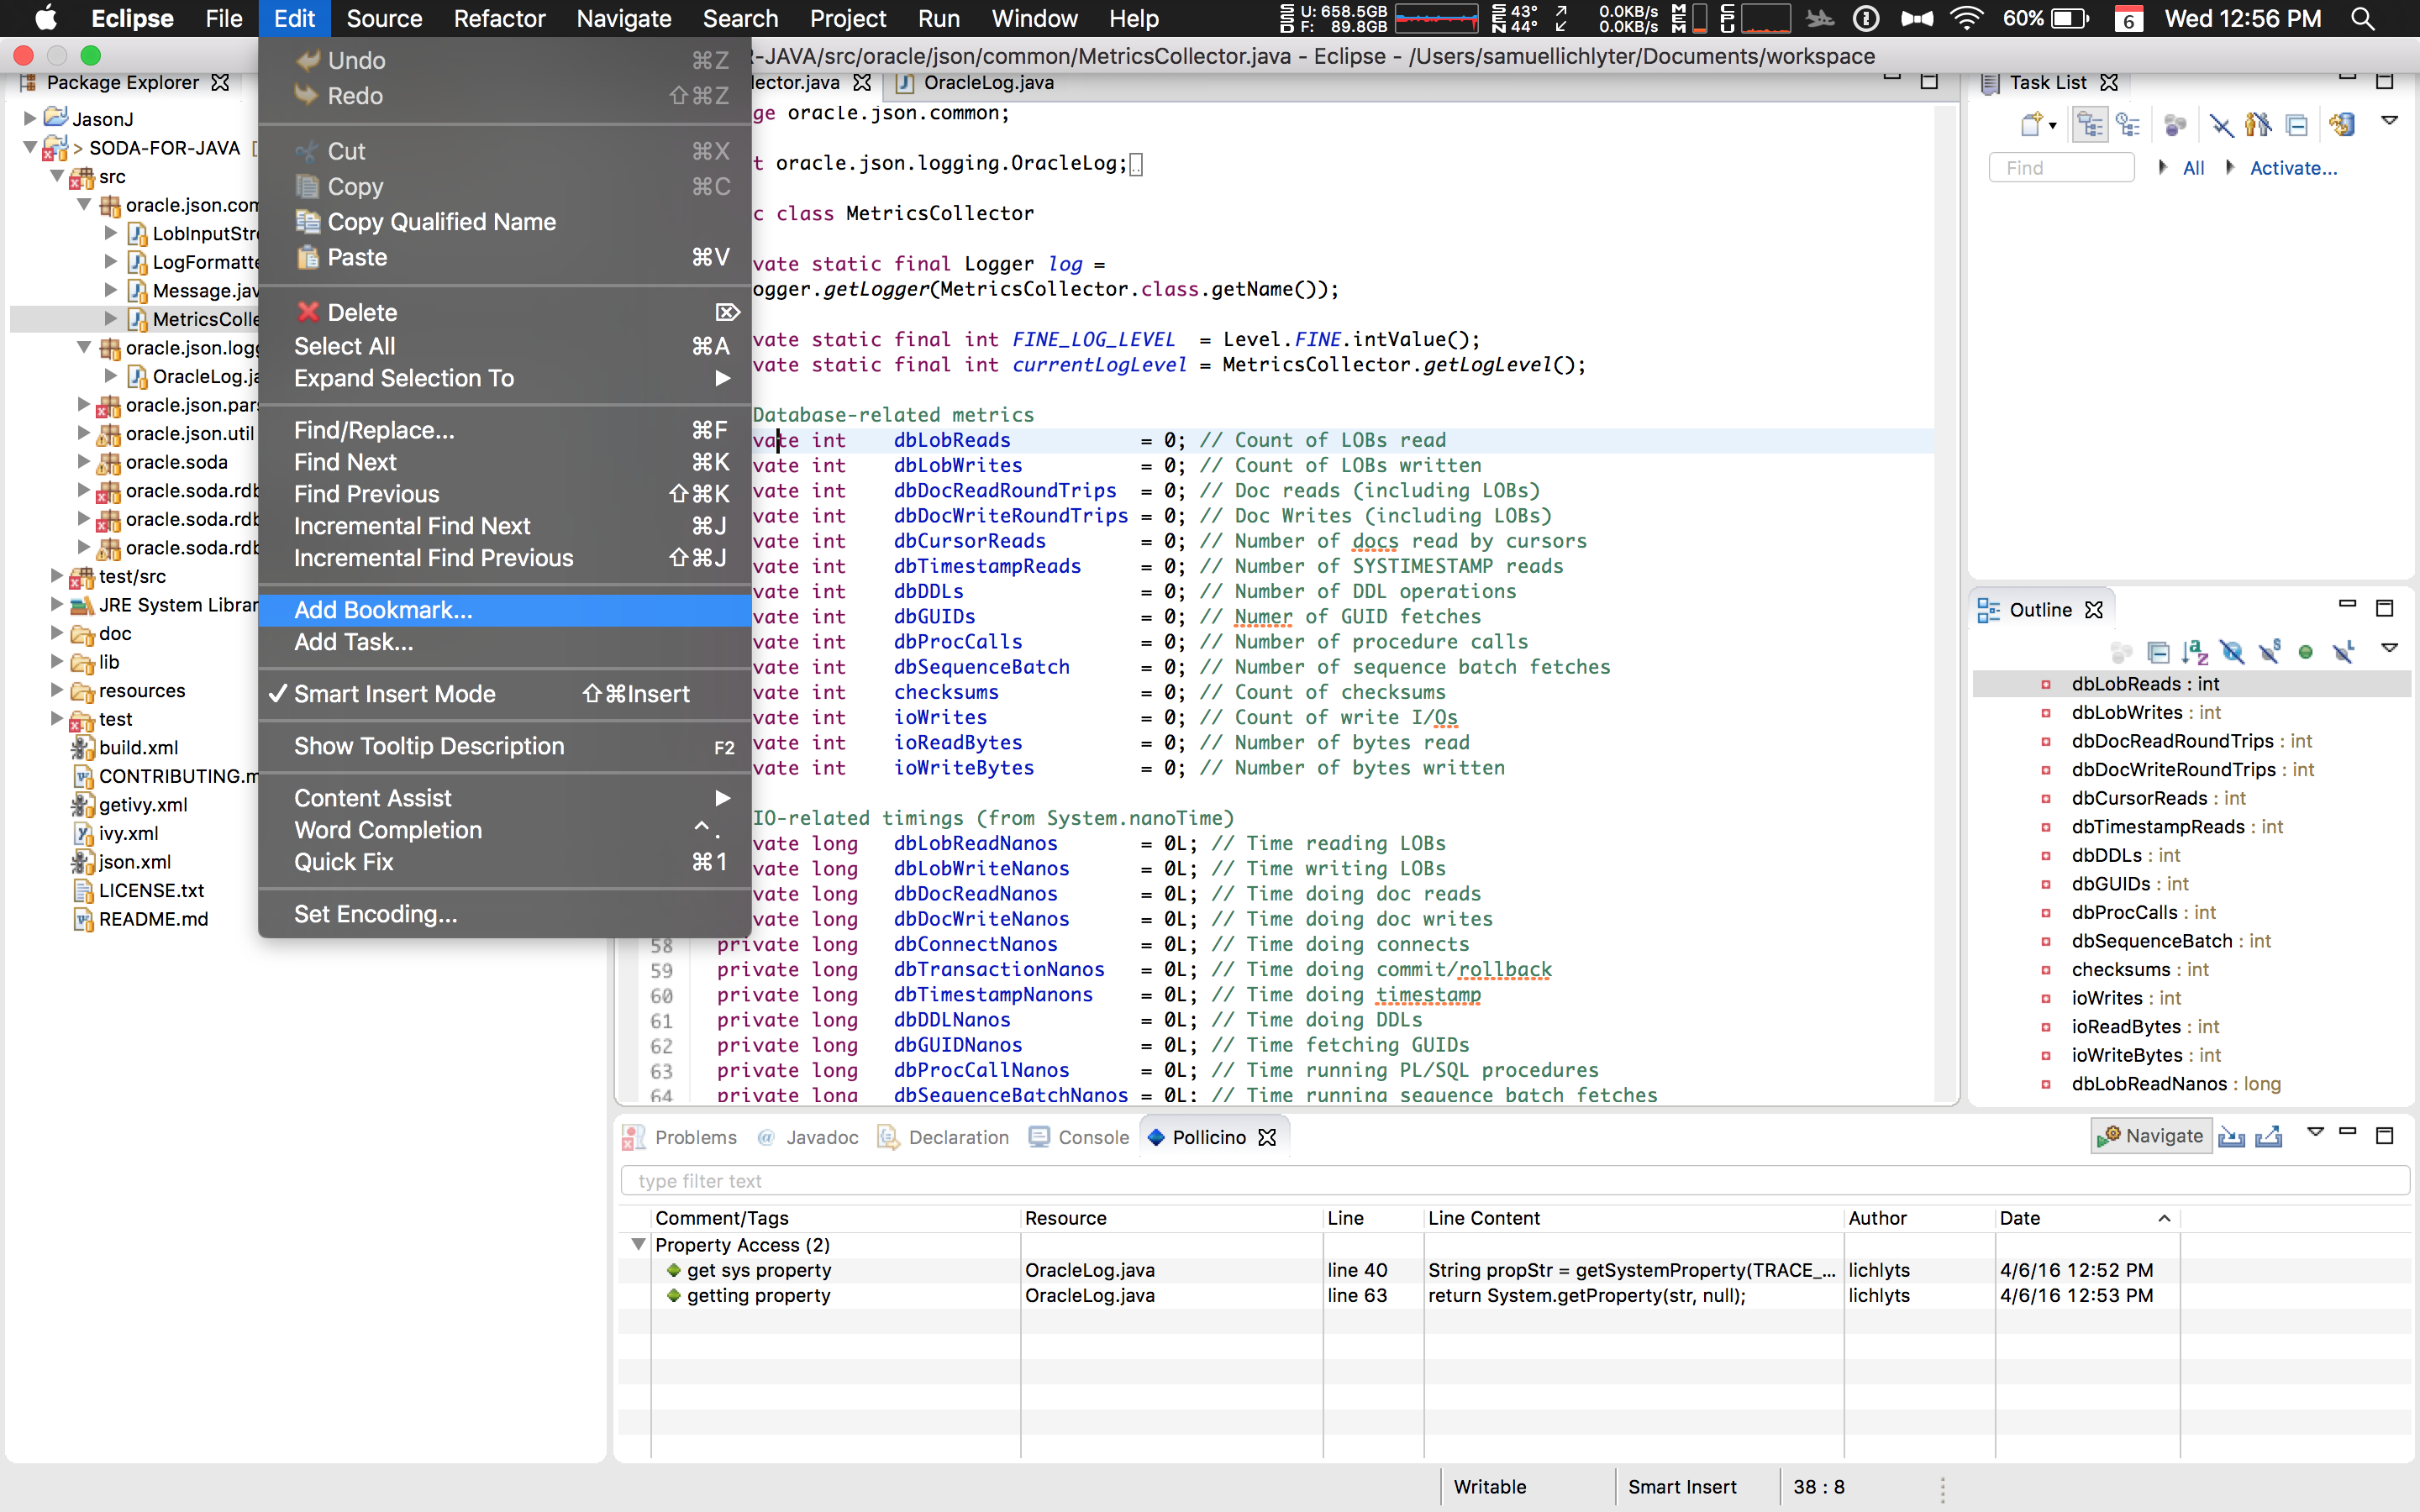 Eclipse File Edit Source Refactor Navigate Search Project Run Window Help SSD U: 658.5GB F: 89.8GB SEN 43° 44° 0.0KB/s 0.0KB/s MEM CPU 60% 6 Wed 12:56 PM
R-JAVA/src/oracle/json/common/MetricsCollector.java - Eclipse - /Users/samuellichlyter/Documents/workspace
Package Explorer
JasonJ
> SODA-FOR-JAVA [
src
oracle.json.com
LobInputStre
LogFormatte
Message.jav
MetricsColle
oracle.json.logg
OracleLog.ja
oracle.json.pars
oracle.json.util
oracle.soda
oracle.soda.rdb
oracle.soda.rdb
oracle.soda.rdb
test/src
JRE System Librar
doc
lib
resources
test
build.xml
CONTRIBUTING.m
getivy.xml
ivy.xml
json.xml
LICENSE.txt
README.md
Undo ⌘Z
Redo ⇧⌘Z
Cut ⌘X
Copy ⌘C
Copy Qualified Name
Paste ⌘V
Delete ⌦
Select All ⌘A
Expand Selection To
Find/Replace... ⌘F
Find Next ⌘K
Find Previous ⇧⌘K
Incremental Find Next ⌘J
Incremental Find Previous ⇧⌘J
Add Bookmark...
Add Task...
✓ Smart Insert Mode ⇧⌘Insert
Show Tooltip Description F2
Content Assist
Word Completion ^ .
Quick Fix ⌘1
Set Encoding...
lector.java OracleLog.java
ge oracle.json.common;
t oracle.json.logging.OracleLog;
c class MetricsCollector
vate static final Logger log =
ogger.getLogger(MetricsCollector.class.getName());
vate static final int FINE_LOG_LEVEL = Level.FINE.intValue();
vate static final int currentLogLevel = MetricsCollector.getLogLevel();
Database-related metrics
vate int dbLobReads = 0; // Count of LOBs read
vate int dbLobWrites = 0; // Count of LOBs written
vate int dbDocReadRoundTrips = 0; // Doc reads (including LOBs)
vate int dbDocWriteRoundTrips = 0; // Doc Writes (including LOBs)
vate int dbCursorReads = 0; // Number of docs read by cursors
vate int dbTimestampReads = 0; // Number of SYSTIMESTAMP reads
vate int dbDDLs = 0; // Number of DDL operations
vate int dbGUIDs = 0; // Numer of GUID fetches
vate int dbProcCalls = 0; // Number of procedure calls
vate int dbSequenceBatch = 0; // Number of sequence batch fetches
vate int checksums = 0; // Count of checksums
vate int ioWrites = 0; // Count of write I/Os
vate int ioReadBytes = 0; // Number of bytes read
vate int ioWriteBytes = 0; // Number of bytes written
IO-related timings (from System.nanoTime)
vate long dbLobReadNanos = 0L; // Time reading LOBs
vate long dbLobWriteNanos = 0L; // Time writing LOBs
vate long dbDocReadNanos = 0L; // Time doing doc reads
vate long dbDocWriteNanos = 0L; // Time doing doc writes
58 private long dbConnectNanos = 0L; // Time doing connects
59 private long dbTransactionNanos = 0L; // Time doing commit/rollback
60 private long dbTimestampNanons = 0L; // Time doing timestamp
61 private long dbDDLNanos = 0L; // Time doing DDLs
62 private long dbGUIDNanos = 0L; // Time fetching GUIDs
63 private long dbProcCallNanos = 0L; // Time running PL/SQL procedures
64 private long dbSequenceBatchNanos = 0L; // Time running sequence batch fetches
Task List
Find All Activate...
Outline
dbLobReads : int
dbLobWrites : int
dbDocReadRoundTrips : int
dbDocWriteRoundTrips : int
dbCursorReads : int
dbTimestampReads : int
dbDDLs : int
dbGUIDs : int
dbProcCalls : int
dbSequenceBatch : int
checksums : int
ioWrites : int
ioReadBytes : int
ioWriteBytes : int
dbLobReadNanos : long
Problems Javadoc Declaration Console Pollicino Navigate
type filter text
Comment/Tags Resource Line Line Content Author Date
Property Access (2)
get sys property OracleLog.java line 40 String propStr = getSystemProperty(TRACE_... lichlyts 4/6/16 12:52 PM
getting property OracleLog.java line 63 return System.getProperty(str, null); lichlyts 4/6/16 12:53 PM
Writable Smart Insert 38 : 8